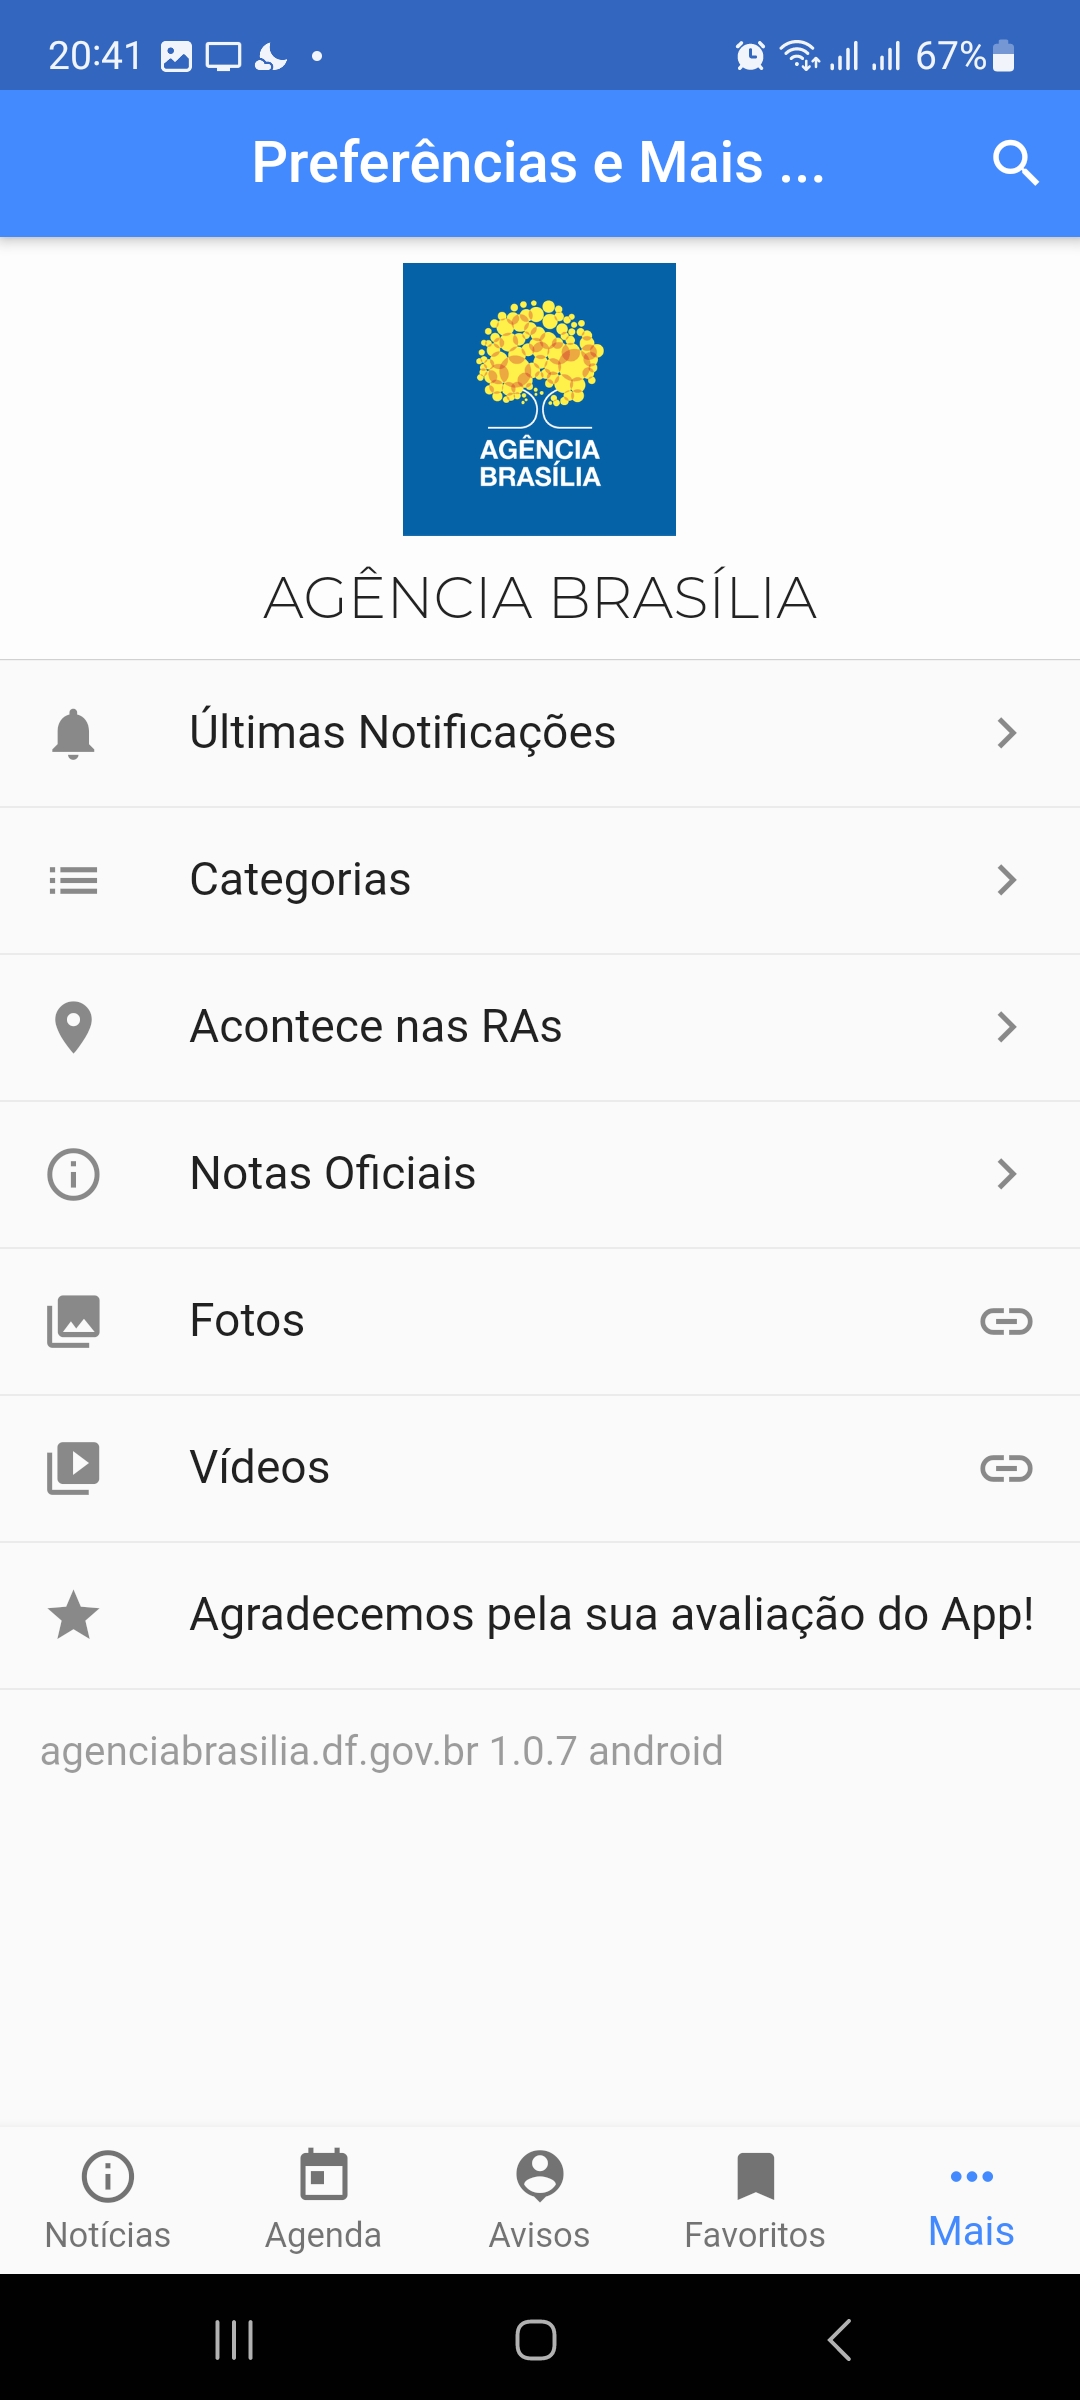 20:41
67%
Preferências e Mais ...
AGÊNCIA
BRASÍLIA
AGÊNCIA BRASÍLIA
Últimas Notificações
Categorias
Acontece nas RAs
Notas Oficiais
Fotos
Vídeos
Agradecemos pela sua avaliação do App!
agenciabrasilia.df.gov.br 1.0.7 android
Notícias
Agenda
Avisos
Favoritos
Mais